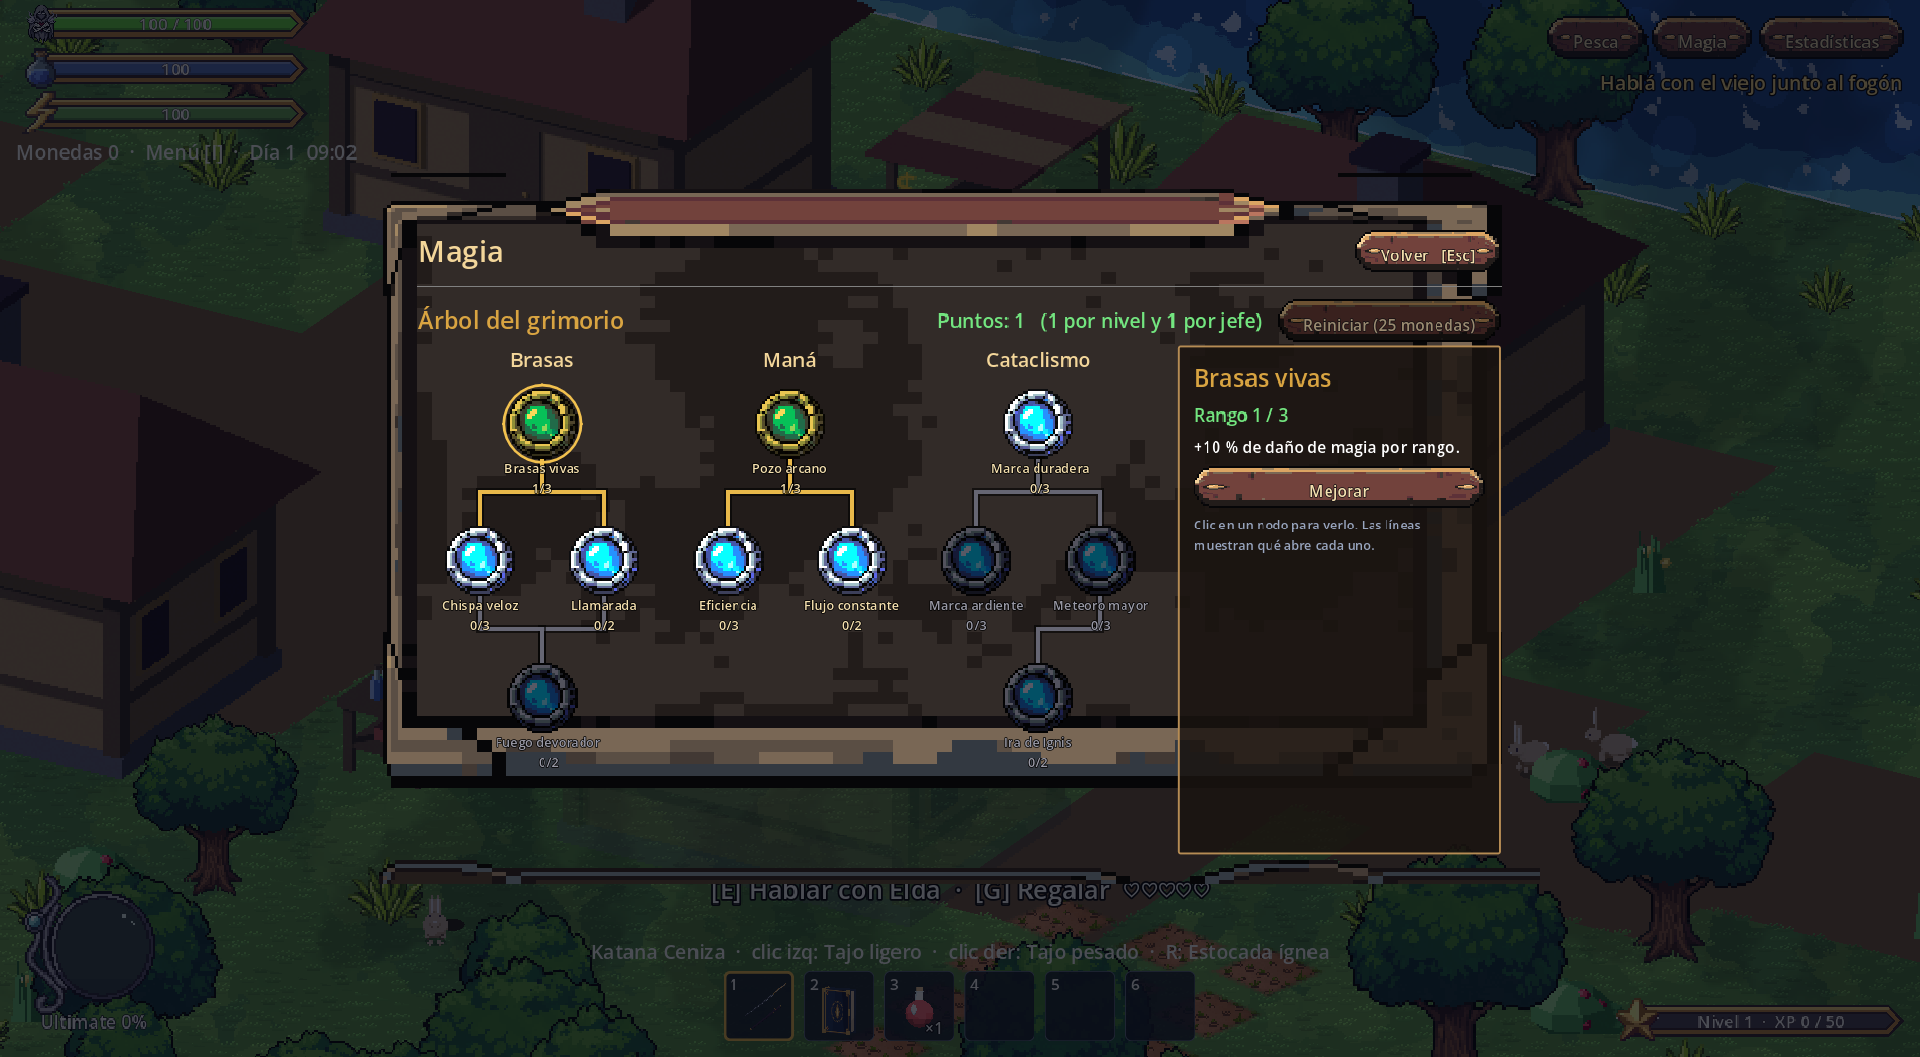 100 / 100
100
100
Monedas 0 · Menú [I] · Día 1 09:02
Pesca
Magia
Estadísticas
Hablá con el viejo junto al fogón
Magia
Volver [Esc]
Árbol del grimorio
Puntos: 1 (1 por nivel y 1 por jefe)
Reiniciar (25 monedas)
Brasas
Maná
Cataclismo
Brasas vivas
1/3
Pozo arcano
1/3
Marca duradera
0/3
Chispa veloz
0/3
Llamarada
0/2
Eficiencia
0/3
Flujo constante
0/2
Marca ardiente
0/3
Meteoro mayor
0/3
Fuego devorador
0/2
Ira de Ignis
0/2
Brasas vivas
Rango 1 / 3
+10 % de daño de magia por rango.
Mejorar
Clic en un nodo para verlo. Las líneas
muestran qué abre cada uno.
[E] Hablar con Elda · [G] Regalar ♡♡♡♡♡
Katana Ceniza · clic izq: Tajo ligero · clic der: Tajo pesado · R: Estocada ígnea
1
2
3
×1
4
5
6
Ultimate 0%
Nivel 1 · XP 0 / 50